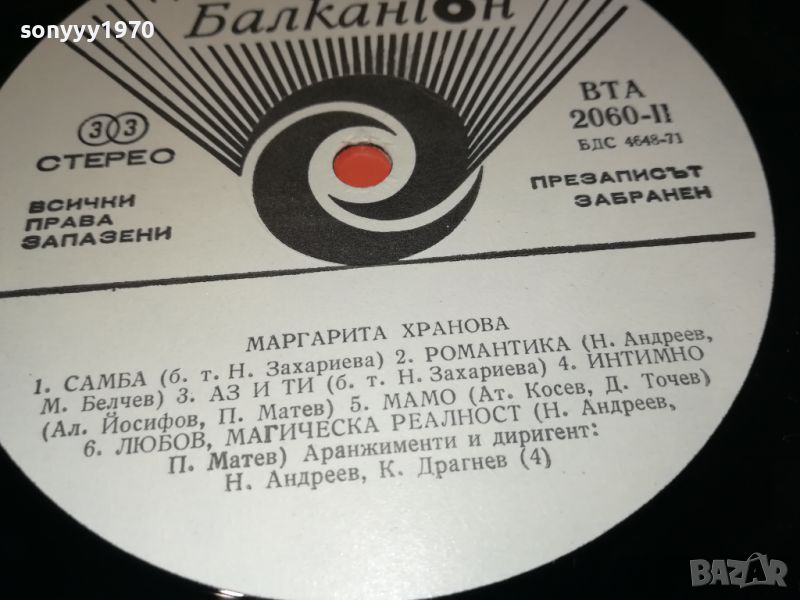 sonyyy1970
Балкантон
33
СТЕРЕО
ВСИЧКИ
ПРАВА
ЗАПАЗЕНИ
ВТА
2060-II
БДС 4648-71
ПРЕЗАПИСЪТ
ЗАБРАНЕН
МАРГАРИТА ХРАНОВА
1. САМБА (б. т. Н. Захариева) 2. РОМАНТИКА (Н. Андреев,
М. Белчев) 3. АЗ И ТИ (б. т. Н. Захариева) 4. ИНТИМНО
(Ал. Йосифов, П. Матев) 5. МАМО (Ат. Косев, Д. Точев)
6. ЛЮБОВ, МАГИЧЕСКА РЕАЛНОСТ (Н. Андреев,
П. Матев) Аранжименти и диригент:
Н. Андреев, К. Драгнев (4)
BAZAR